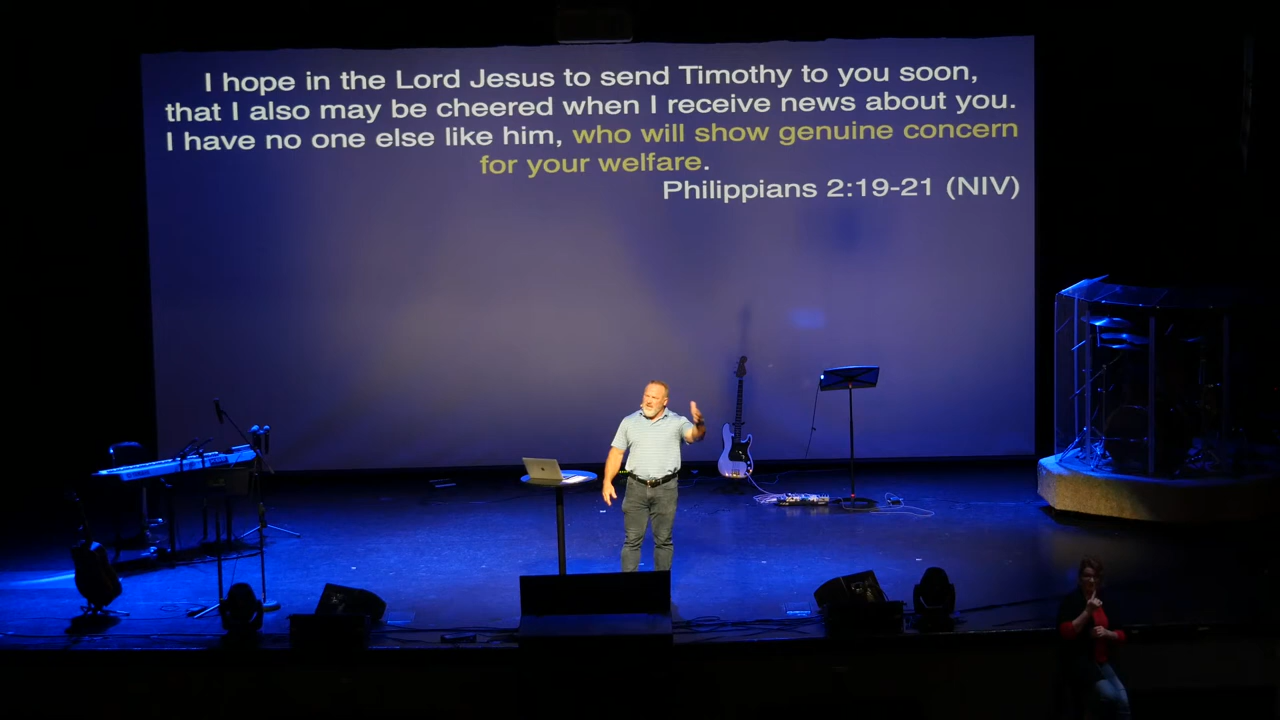 I hope in the Lord Jesus to send Timothy to you soon,
that I also may be cheered when I receive news about you.
I have no one else like him, who will show genuine concern
for your welfare.
Philippians 2:19-21 (NIV)